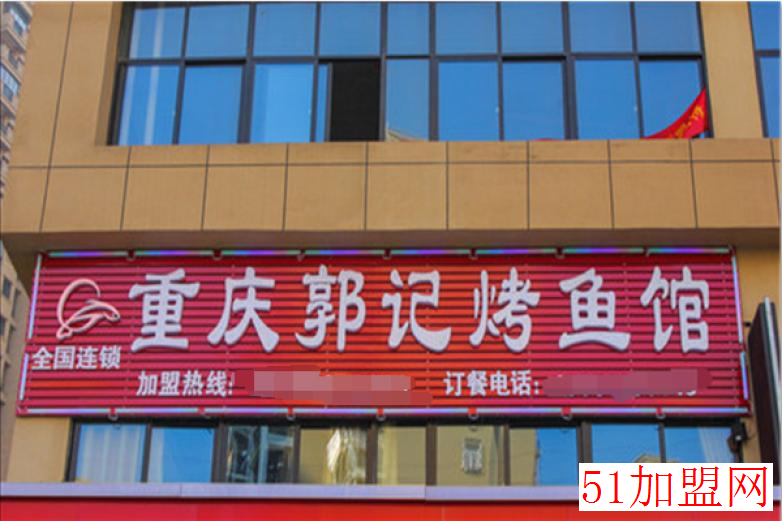 重庆郭记烤鱼馆
全国连锁
加盟热线:
订餐电话:
51加盟网